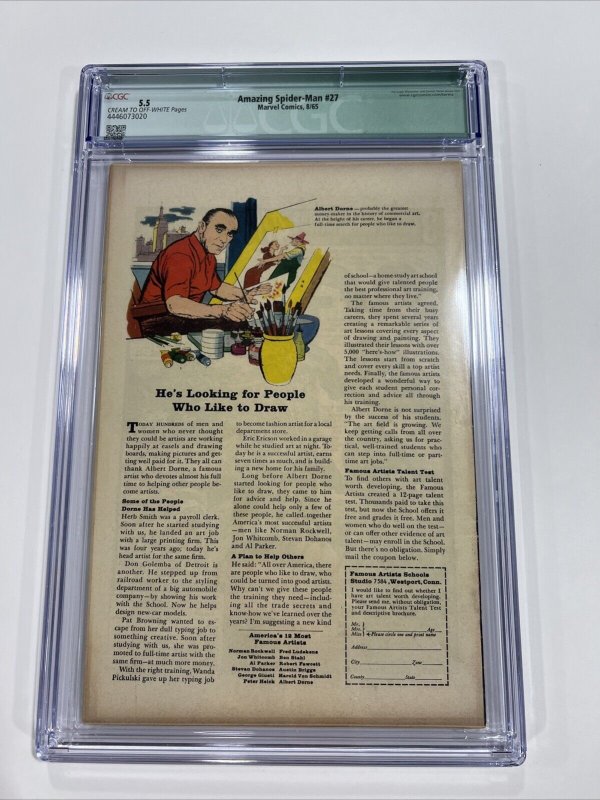 CGC
5.5
CREAM TO OFF-WHITE Pages
4446073020
Amazing Spider-Man #27
Marvel Comics, 8/65
Albert Dorne — probably the greatest
money-maker in the history of commercial art.
At the height of his career, he began a
full-time search for people who like to draw.
He's Looking for People
Who Like to Draw
TODAY HUNDREDS of men and
women who never thought
they could be artists are working
happily at easels and drawing
boards, making pictures and get-
ting well paid for it. They all can
thank Albert Dorne, a famous
artist who devotes almost his full
time to helping other people be-
come artists.
Some of the People
Dorne Has Helped
Herb Smith was a payroll clerk.
Soon after he started studying
with us, he landed an art job
with a large printing firm. This
was four years ago; today he's
head artist for the same firm.
Don Golemba of Detroit is
another. He stepped up from
railroad worker to the styling
department of a big automobile
company—by showing his work
with the School. Now he helps
design new-car models.
Pat Browning wanted to es-
cape from her dull typing job to
something creative. Soon after
studying with us, she was pro-
moted to full-time artist with the
same firm—at much more money.
With the right training, Wanda
Pickulski gave up her typing job
to become fashion artist for a local
department store.
Eric Ericson worked in a garage
while he studied art nights. To-
day he is a successful artist, earns
seven times as much, and is build-
ing a new home for his family.
Long before Albert Dorne
started looking for people who
like to draw, they came to him
for advice and help. Since he
alone could help only a few of
these people, he called together
America's most successful artists
—men like Norman Rockwell,
Jon Whitcomb, Stevan Dohanos
and Al Parker.
A Plan to Help Others
He said: "All over America, there
are people who like to draw, who
could be turned into good artists.
Why can't we give these people
the training they need—includ-
ing all the trade secrets and
know-how we've learned over the
years? I'm suggesting a new kind
America's 12 Most
Famous Artists
Norman Rockwell Fred Ludekens
Jon Whitcomb Ben Stahl
Al Parker Robert Fawcett
Stevan Dohanos Austin Briggs
George Giusti Harold Von Schmidt
Peter Helck Albert Dorne
of school—a home study art school
that would give talented people
the best professional art training,
no matter where they live."
The famous artists agreed.
Taking time from their busy
careers, they spent several years
creating a remarkable series of
art lessons covering every aspect
of drawing and painting. They
illustrated the lessons with over
5,000 "here's-how" illustrations.
The lessons start from scratch
and cover every skill a top artist
needs. Finally, the famous artists
developed a wonderful way to
give each student personal cor-
rection and advice all through
his training.
Albert Dorne is not surprised
by the success of his students.
"The art field is growing. We
keep getting calls from all over
the country, asking us for prac-
tical, well-trained students who
can step into full-time or part-
time art jobs."
Famous Artists Talent Test
To find others with art talent
worth developing, the Famous
Artists created a 12-page talent
test. Thousands paid to take this
test, but now the School offers it
free and grades it free. Men and
women who do well on the test—
or can offer other evidence of art
talent—may enroll in the School.
But there's no obligation. Simply
mail the coupon below.
Famous Artists Schools
Studio 7584, Westport, Conn.
I would like to find out whether I
have art talent worth developing.
Please send me, without obligation,
your Famous Artists Talent Test
and descriptive brochure.
Mr.
Mrs. Age
Miss Please circle one and print name
Address
City Zone
County State